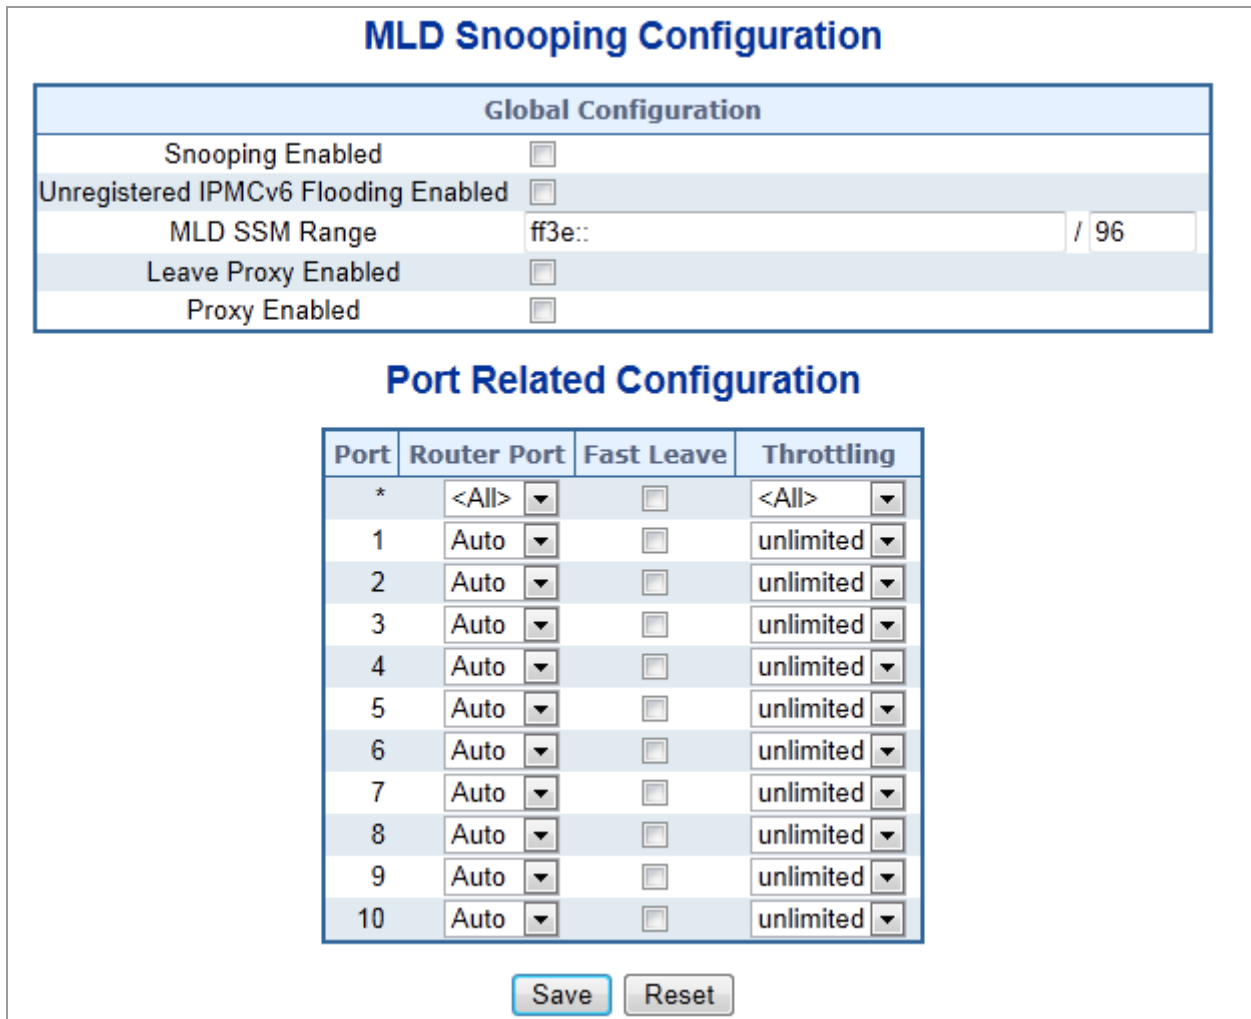 MLD Snooping Configuration
Global Configuration
Snooping Enabled
Unregistered IPMCv6 Flooding Enabled
MLD SSM Range ff3e:: / 96
Leave Proxy Enabled
Proxy Enabled
Port Related Configuration
Port Router Port Fast Leave Throttling
* <All> <All>
1 Auto unlimited
2 Auto unlimited
3 Auto unlimited
4 Auto unlimited
5 Auto unlimited
6 Auto unlimited
7 Auto unlimited
8 Auto unlimited
9 Auto unlimited
10 Auto unlimited
Save Reset